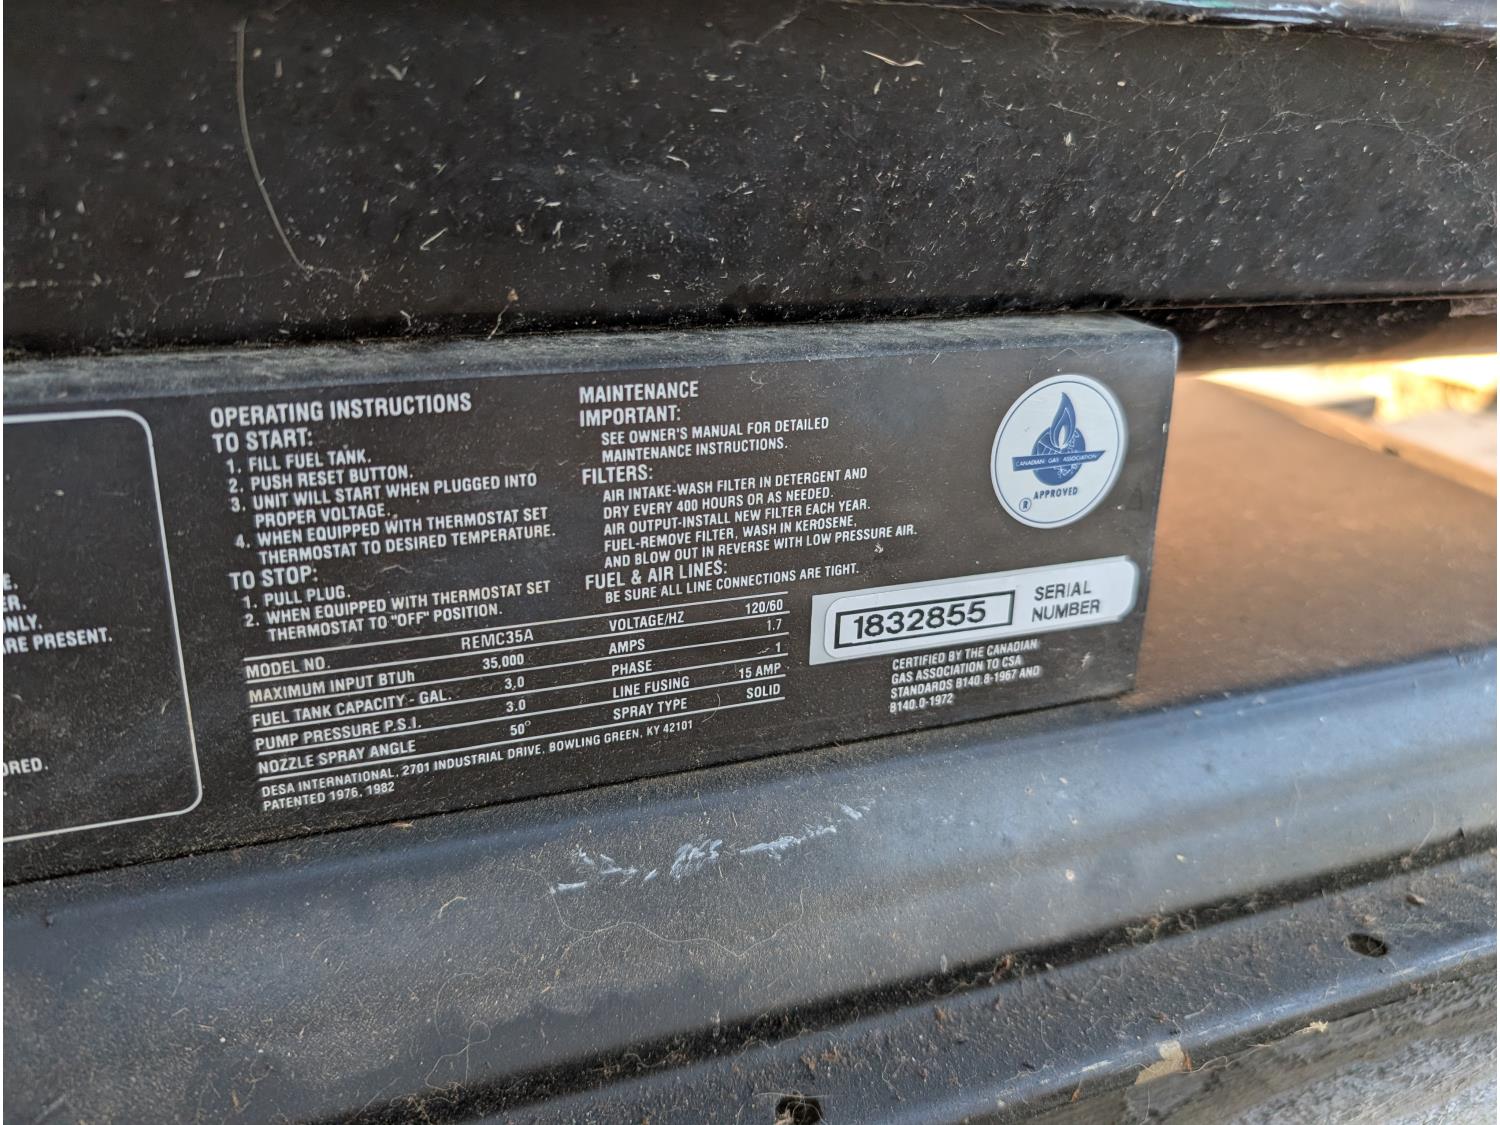 E.
ER.
ONLY.
ARE PRESENT.
ORED.
OPERATING INSTRUCTIONS
TO START:
1. FILL FUEL TANK.
2. PUSH RESET BUTTON.
3. UNIT WILL START WHEN PLUGGED INTO
PROPER VOLTAGE.
4. WHEN EQUIPPED WITH THERMOSTAT SET
THERMOSTAT TO DESIRED TEMPERATURE.
TO STOP:
1. PULL PLUG.
2. WHEN EQUIPPED WITH THERMOSTAT SET
THERMOSTAT TO "OFF" POSITION.
MAINTENANCE
IMPORTANT:
SEE OWNER'S MANUAL FOR DETAILED
MAINTENANCE INSTRUCTIONS.
FILTERS:
AIR INTAKE-WASH FILTER IN DETERGENT AND
DRY EVERY 400 HOURS OR AS NEEDED.
AIR OUTPUT-INSTALL NEW FILTER EACH YEAR.
FUEL-REMOVE FILTER, WASH IN KEROSENE,
AND BLOW OUT IN REVERSE WITH LOW PRESSURE AIR.
FUEL & AIR LINES:
BE SURE ALL LINE CONNECTIONS ARE TIGHT.
MODEL NO. REMC35A VOLTAGE/HZ 120/60
MAXIMUM INPUT BTUh 35,000 AMPS 1.7
FUEL TANK CAPACITY - GAL. 3.0 PHASE 1
PUMP PRESSURE P.S.I. 3.0 LINE FUSING 15 AMP
NOZZLE SPRAY ANGLE 50° SPRAY TYPE SOLID
DESA INTERNATIONAL, 2701 INDUSTRIAL DRIVE, BOWLING GREEN, KY 42101
PATENTED 1976, 1982
CANADIAN GAS ASSOCIATION
APPROVED
®
1832855
SERIAL
NUMBER
CERTIFIED BY THE CANADIAN
GAS ASSOCIATION TO CSA
STANDARDS B140.8-1967 AND
B140.0-1972